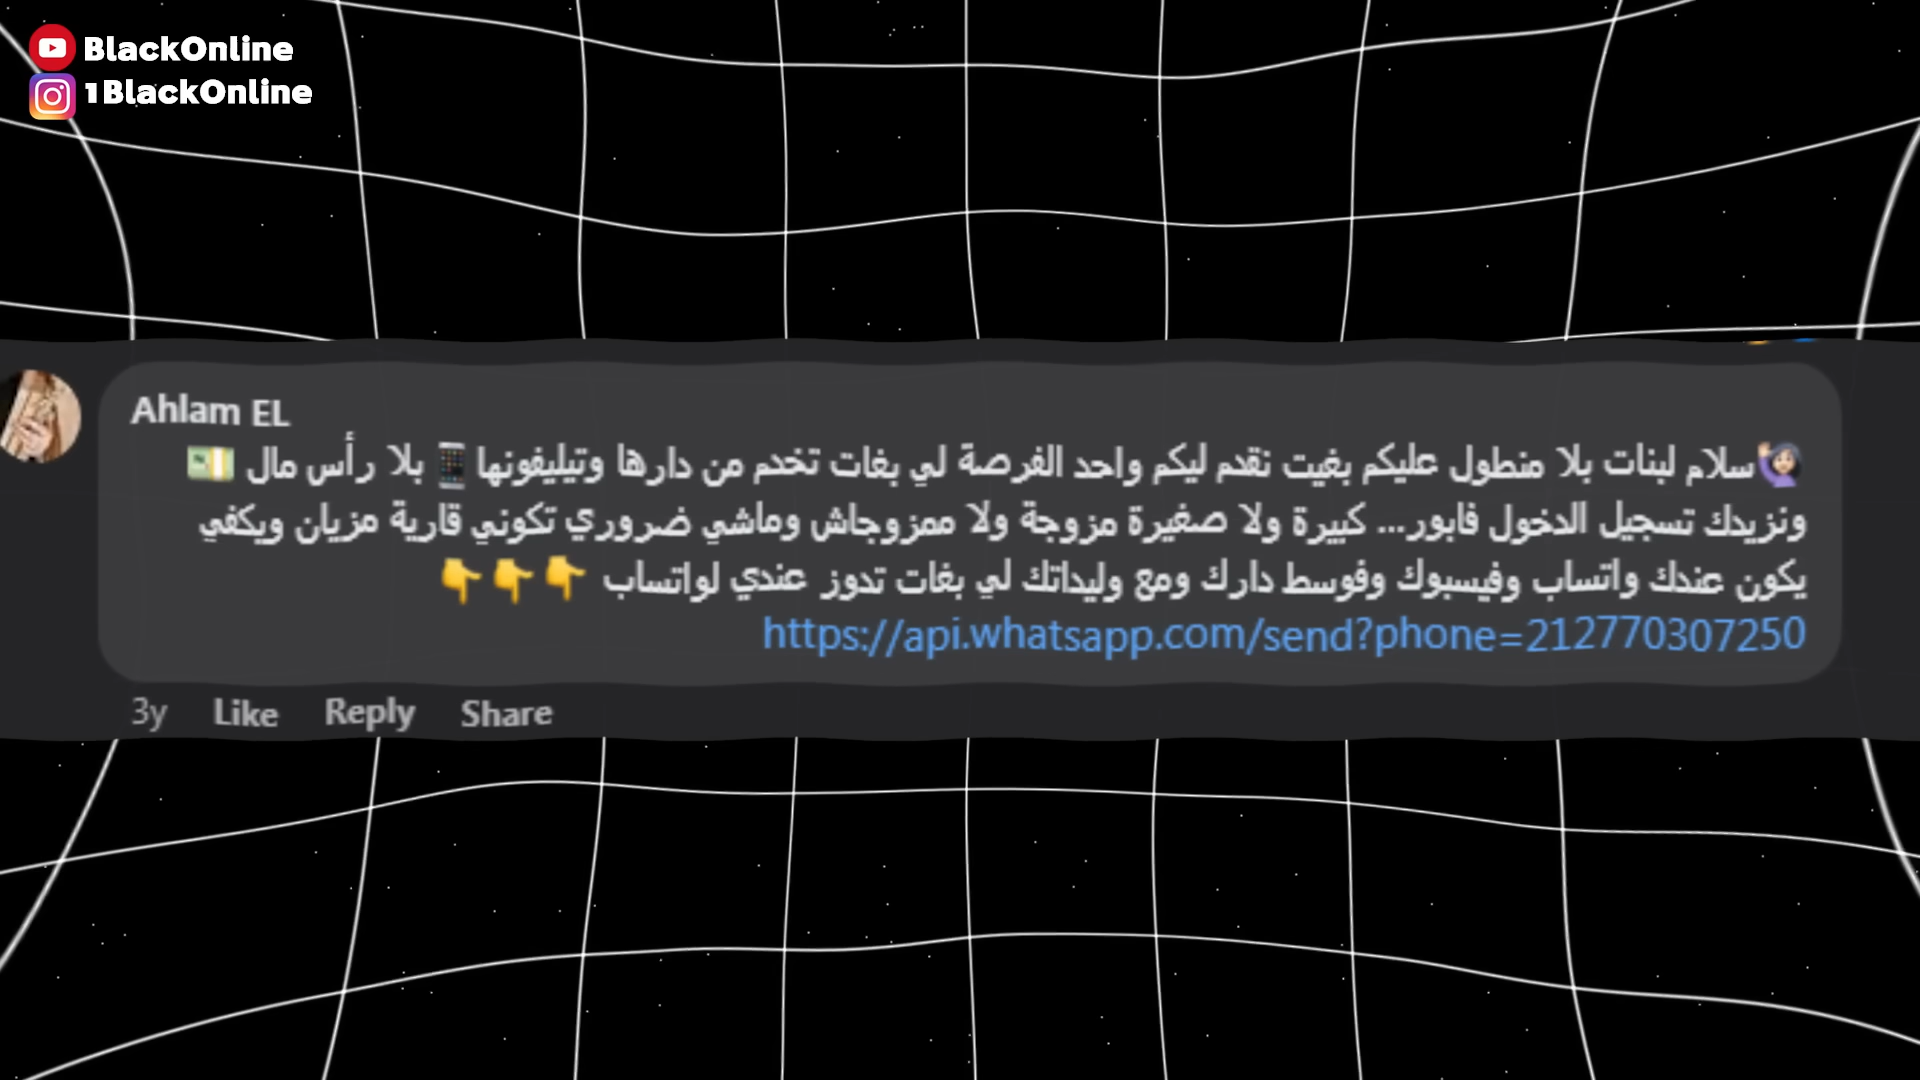 BlackOnline
1BlackOnline
Ahlam EL
🙋🏻‍♀️سلام لبنات بلا منطول عليكم بغيت نقدم ليكم واحد الفرصة لي بغات تخدم من دارها وتيليفونها📱بلا رأس مال 💵
ونزيدك تسجيل الدخول فابور... كبيرة ولا صغيرة مزوجة ولا ممزوجاش وماشي ضروري تكوني قارية مزيان ويكفي
يكون عندك واتساب وفيسبوك وفوسط دارك ومع وليداتك لي بغات تدوز عندي لواتساب 👇👇👇
https://api.whatsapp.com/send?phone=212770307250
3y Like Reply Share